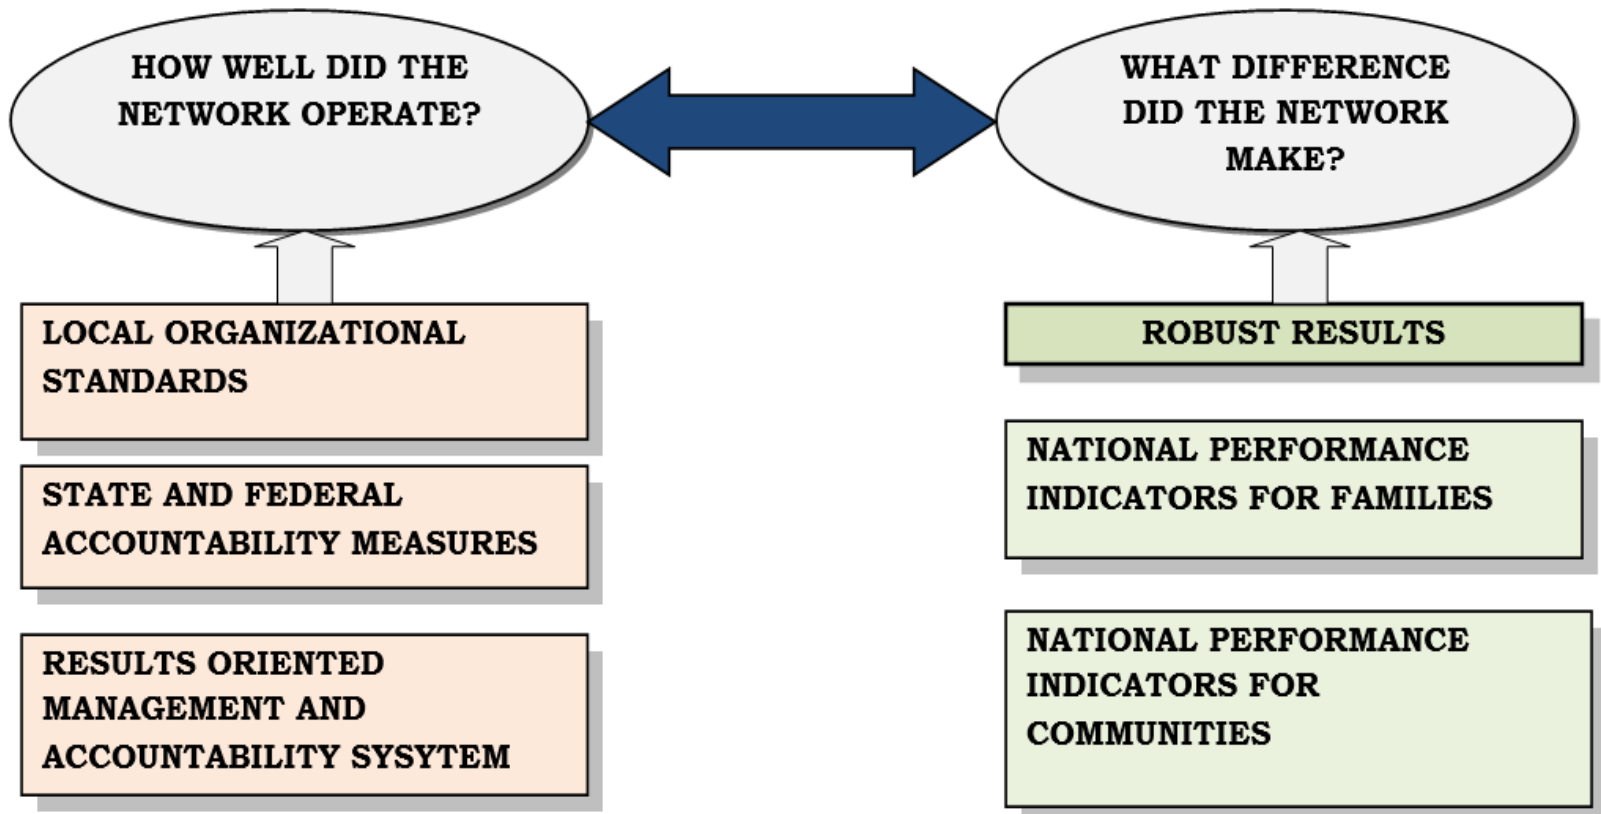 HOW WELL DID THE
NETWORK OPERATE?
WHAT DIFFERENCE
DID THE NETWORK
MAKE?
LOCAL ORGANIZATIONAL
STANDARDS
STATE AND FEDERAL
ACCOUNTABILITY MEASURES
RESULTS ORIENTED
MANAGEMENT AND
ACCOUNTABILITY SYSYTEM
ROBUST RESULTS
NATIONAL PERFORMANCE
INDICATORS FOR FAMILIES
NATIONAL PERFORMANCE
INDICATORS FOR
COMMUNITIES